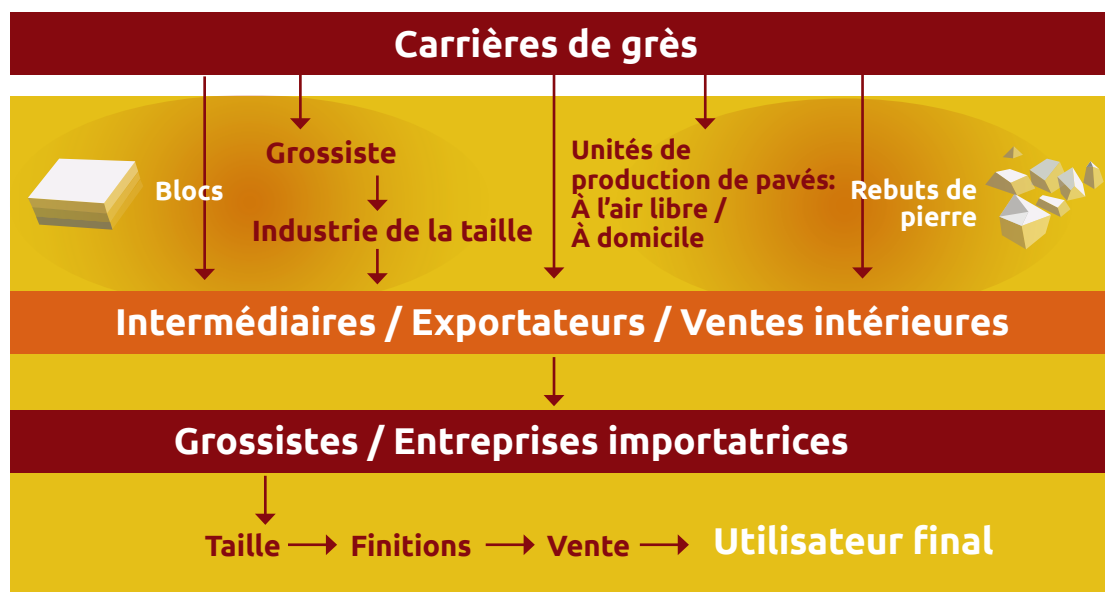 Carrières de grès
Blocs
Grossiste
Industrie de la taille
Unités de
production de pavés:
À l'air libre /
À domicile
Rebuts de
pierre
Intermédiaires / Exportateurs / Ventes intérieures
Grossistes / Entreprises importatrices
Taille
Finitions
Vente
Utilisateur final